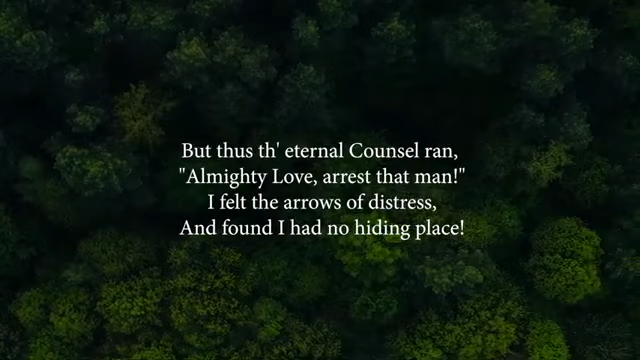 But thus th' eternal Counsel ran,
"Almighty Love, arrest that man!"
I felt the arrows of distress,
And found I had no hiding place!